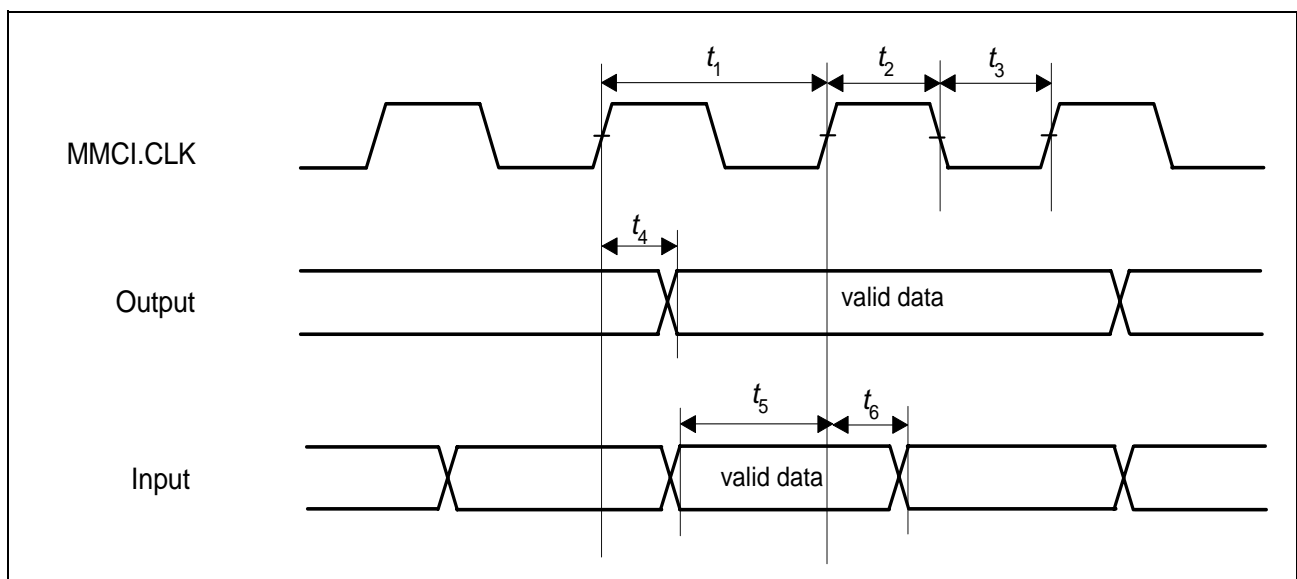 t1 t2 t3
MMCI.CLK
t4
Output valid data
t5 t6
Input valid data